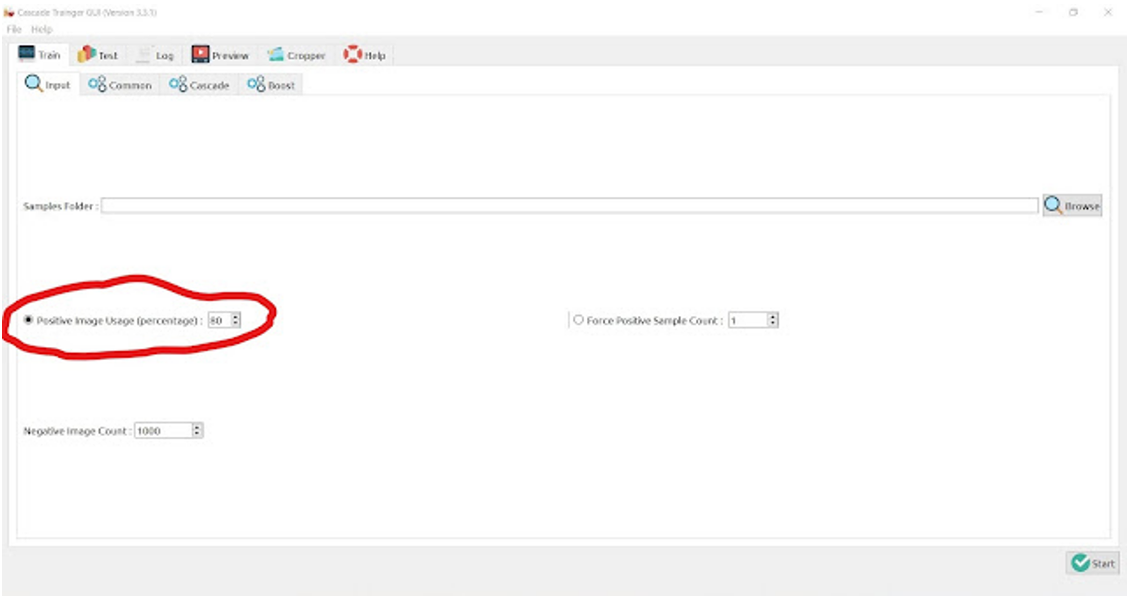 Cascade Trainger GUI (Version 3.3.1)
File Help
Train Test Log Preview Cropper Help
Input Common Cascade Boost
Samples Folder : Browse
Positive Image Usage (percentage) : 80 Force Positive Sample Count : 1
Negative Image Count : 1000
Start